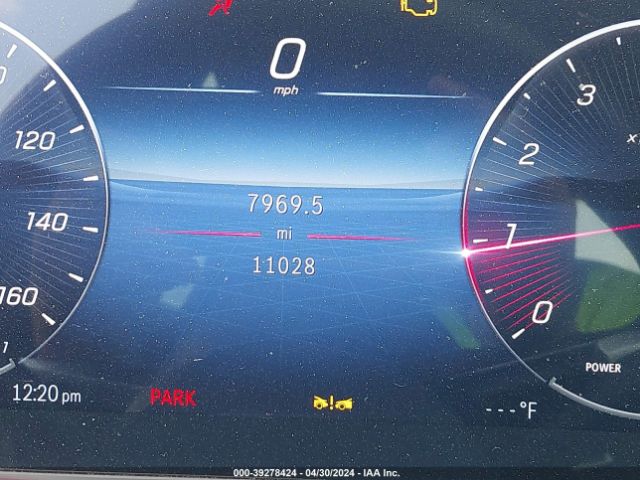 0
mph
3
120
2
x
7969.5
140
mi
1
11028
160
0
1
POWER
12:20 pm
PARK
---°F
000-39278424 - 04/30/2024 - IAA Inc.